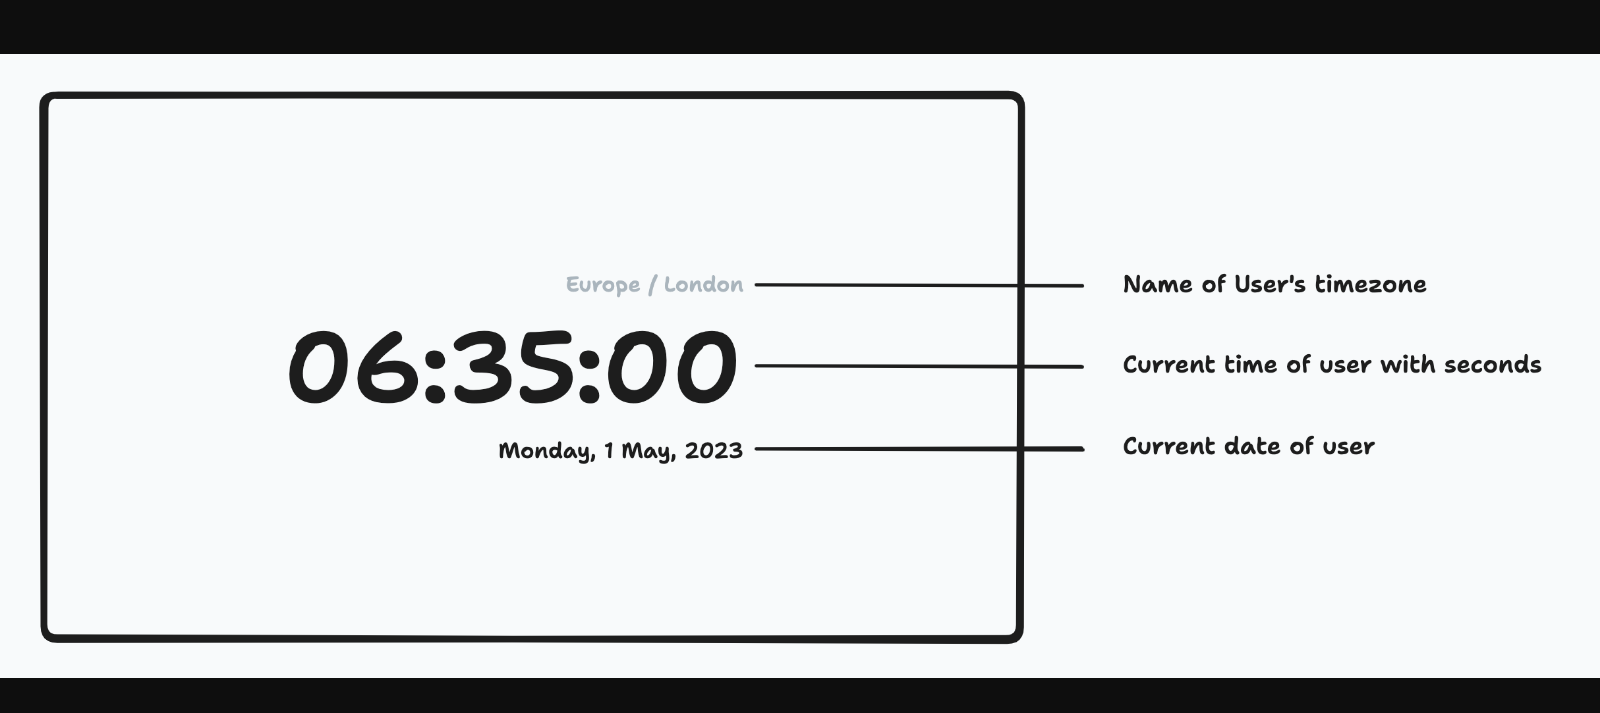 Europe / London
Name of User's timezone
06:35:00
Current time of user with seconds
Monday, 1 May, 2023
Current date of user